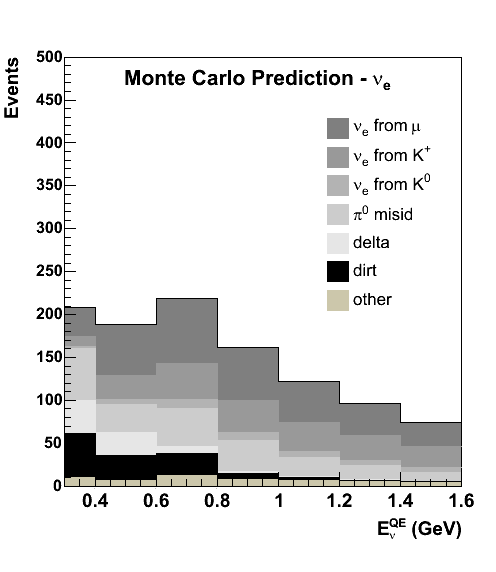 Monte Carlo Prediction - νe
Events
500
450
400
350
300
250
200
150
100
50
0
νe from μ
νe from K+
νe from K0
π0 misid
delta
dirt
other
0.4 0.6 0.8 1 1.2 1.4 1.6
EνQE (GeV)